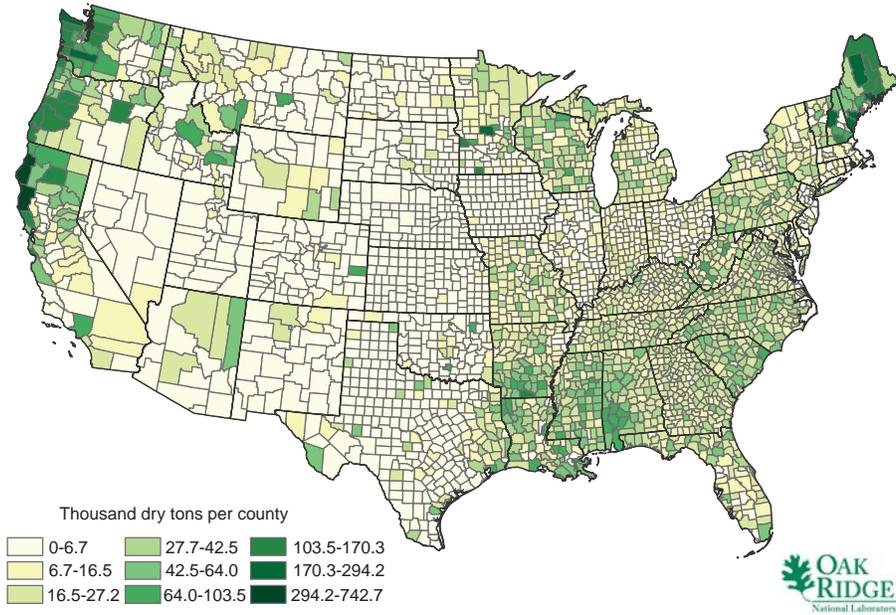 Thousand dry tons per county
0-6.7 27.7-42.5 103.5-170.3
6.7-16.5 42.5-64.0 170.3-294.2
16.5-27.2 64.0-103.5 294.2-742.7
OAK
RIDGE
National Laboratory